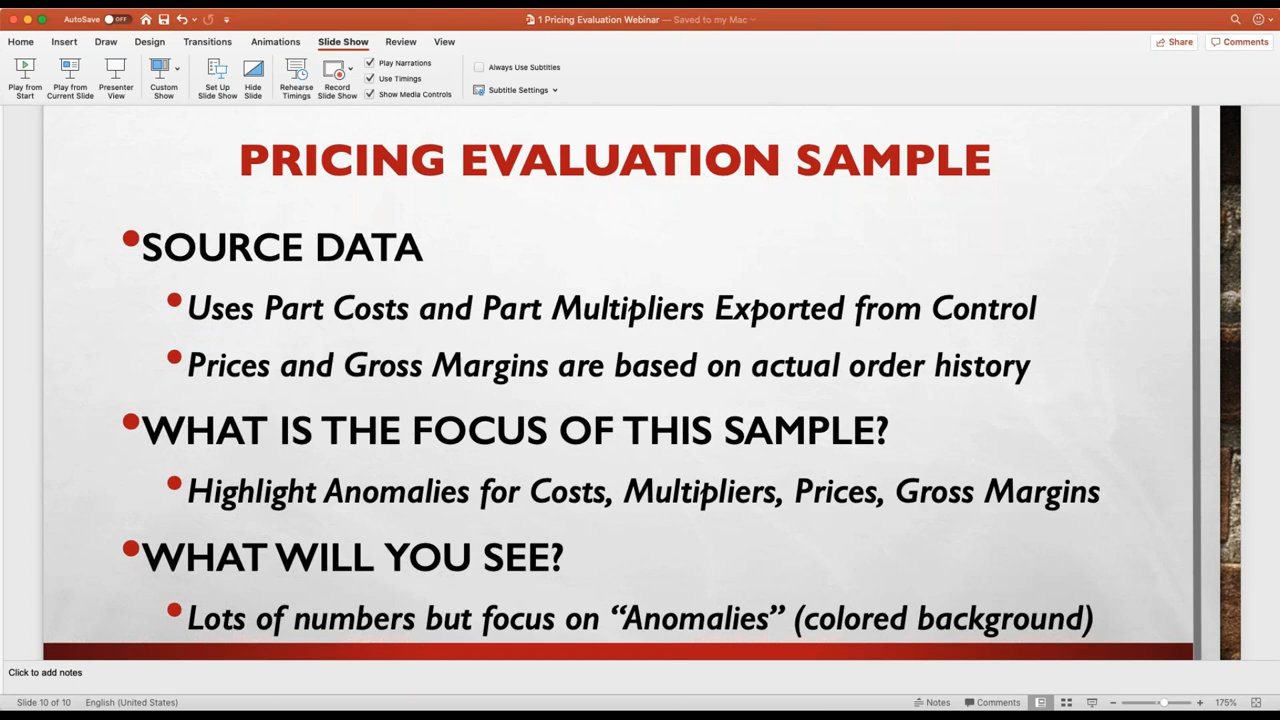 AutoSave OFF
1 Pricing Evaluation Webinar — Saved to my Mac
Home Insert Draw Design Transitions Animations Slide Show Review View Share Comments
Play from Start
Play from Current Slide
Presenter View
Custom Show
Set Up Slide Show
Hide Slide
Rehearse Timings
Record Slide Show
Play Narrations
Use Timings
Show Media Controls
Always Use Subtitles
Subtitle Settings
PRICING EVALUATION SAMPLE
•SOURCE DATA
•Uses Part Costs and Part Multipliers Exported from Control
•Prices and Gross Margins are based on actual order history
•WHAT IS THE FOCUS OF THIS SAMPLE?
•Highlight Anomalies for Costs, Multipliers, Prices, Gross Margins
•WHAT WILL YOU SEE?
•Lots of numbers but focus on “Anomalies” (colored background)
Click to add notes
Slide 10 of 10 English (United States) Notes Comments 175%